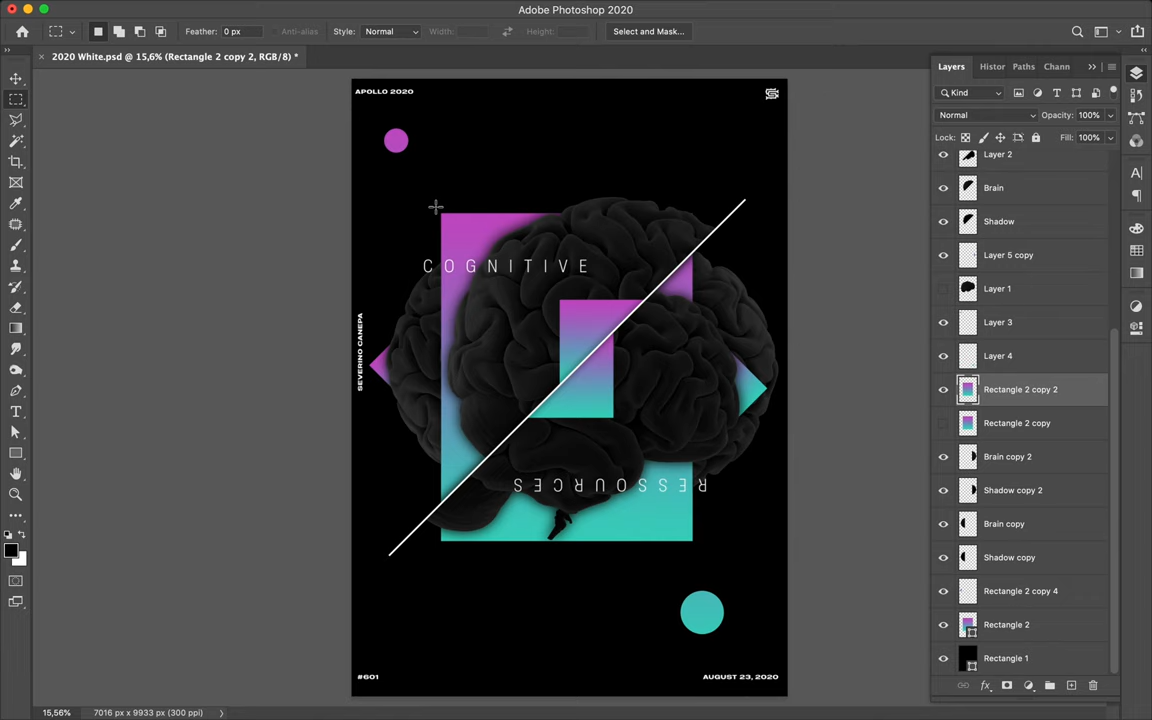 Adobe Photoshop 2020
Feather: 0 px
Anti-alias
Style: Normal
Width:
Height:
Select and Mask...
2020 White.psd @ 15,6% (Rectangle 2 copy 2, RGB/8) *
Layers
Histor
Paths
Chann
Kind
Normal
Opacity: 100%
Lock:
Fill: 100%
Layer 2
Brain
Shadow
Layer 5 copy
Layer 1
Layer 3
Layer 4
Rectangle 2 copy 2
Rectangle 2 copy
Brain copy 2
Shadow copy 2
Brain copy
Shadow copy
Rectangle 2 copy 4
Rectangle 2
Rectangle 1
APOLLO 2020
COGNITIVE
SEVERINO CANEPA
RESSOURCES
#601
AUGUST 23, 2020
15,56%
7016 px x 9933 px (300 ppi)